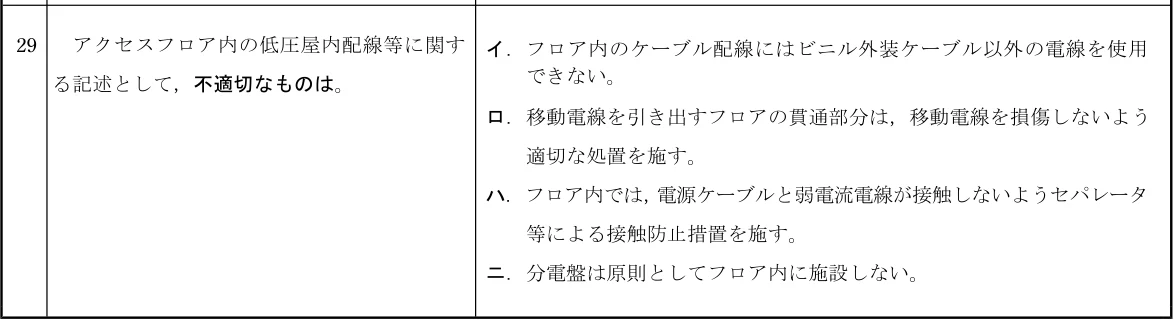 29
アクセスフロア内の低圧屋内配線等に関す
る記述として，不適切なものは。
イ．フロア内のケーブル配線にはビニル外装ケーブル以外の電線を使用
できない。
ロ．移動電線を引き出すフロアの貫通部分は，移動電線を損傷しないよう
適切な処置を施す。
ハ．フロア内では，電源ケーブルと弱電流電線が接触しないようセパレータ
等による接触防止措置を施す。
ニ．分電盤は原則としてフロア内に施設しない。